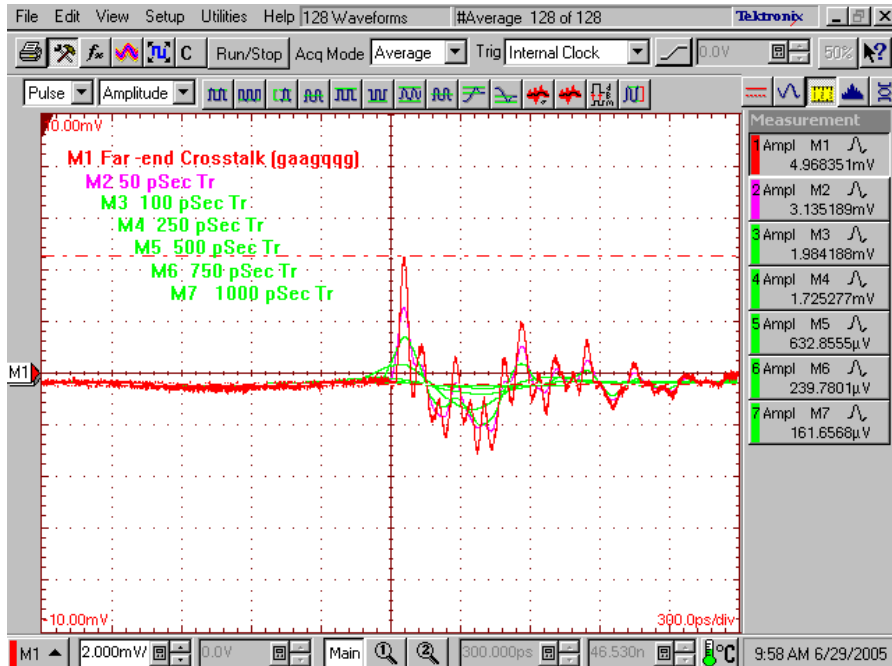 File Edit View Setup Utilities Help 128 Waveforms #Average 128 of 128 Tektronix
C Run/Stop Acq Mode Average Trig Internal Clock 0.0V 50%
Pulse Amplitude
10.00mV
M1 Far -end Crosstalk (gaagqqg)
M2 50 pSec Tr
M3 100 pSec Tr
M4 250 pSec Tr
M5 500 pSec Tr
M6 750 pSec Tr
M7 1000 pSec Tr
M1
-10.00mV
300.0ps/div
Measurement
1 Ampl M1
4.968351mV
2 Ampl M2
3.135189mV
3 Ampl M3
1.984188mV
4 Ampl M4
1.725277mV
5 Ampl M5
632.8555µV
6 Ampl M6
239.7801µV
7 Ampl M7
161.6568µV
M1 2.000mV/ 0.0V Main 1 2 300.000ps 46.530n °C 9:58 AM 6/29/2005